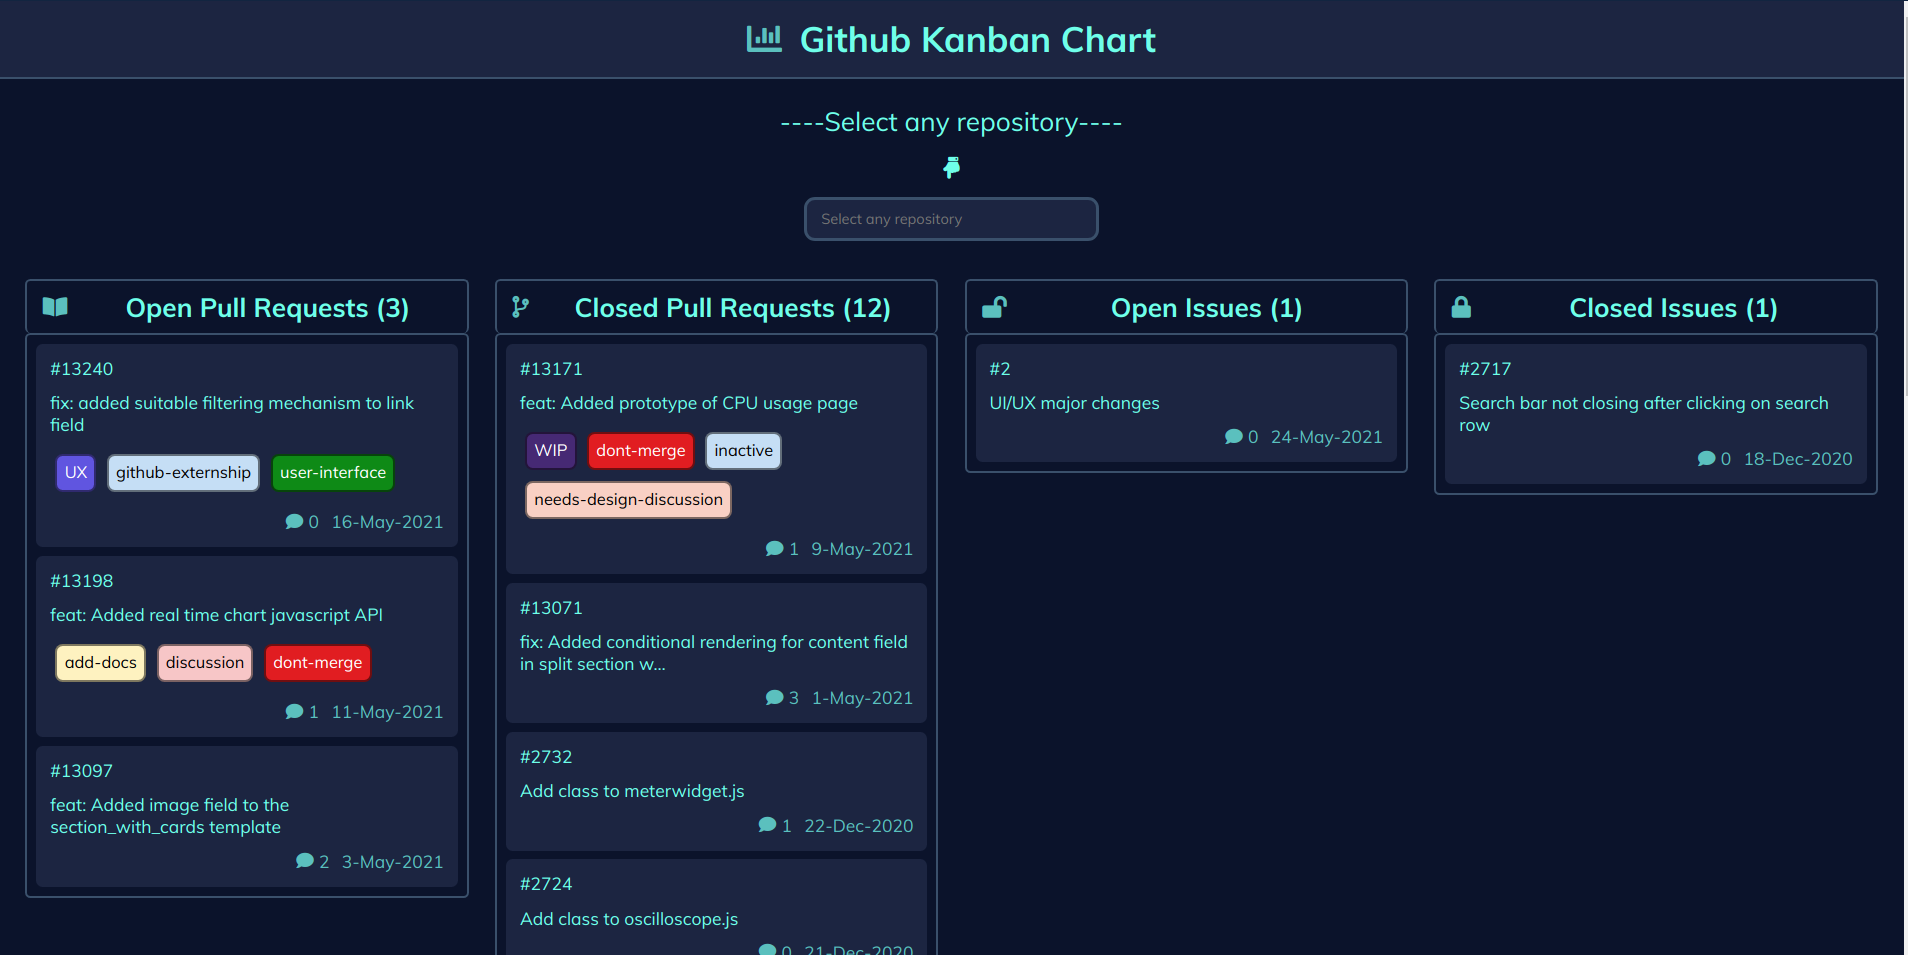 Github Kanban Chart
----Select any repository----
Select any repository
Open Pull Requests (3)
#13240
fix: added suitable filtering mechanism to link
field
UX github-externship user-interface
0 16-May-2021
#13198
feat: Added real time chart javascript API
add-docs discussion dont-merge
1 11-May-2021
#13097
feat: Added image field to the
section_with_cards template
2 3-May-2021
Closed Pull Requests (12)
#13171
feat: Added prototype of CPU usage page
WIP dont-merge inactive
needs-design-discussion
1 9-May-2021
#13071
fix: Added conditional rendering for content field
in split section w...
3 1-May-2021
#2732
Add class to meterwidget.js
1 22-Dec-2020
#2724
Add class to oscilloscope.js
0 21-Dec-2020
Open Issues (1)
#2
UI/UX major changes
0 24-May-2021
Closed Issues (1)
#2717
Search bar not closing after clicking on search
row
0 18-Dec-2020